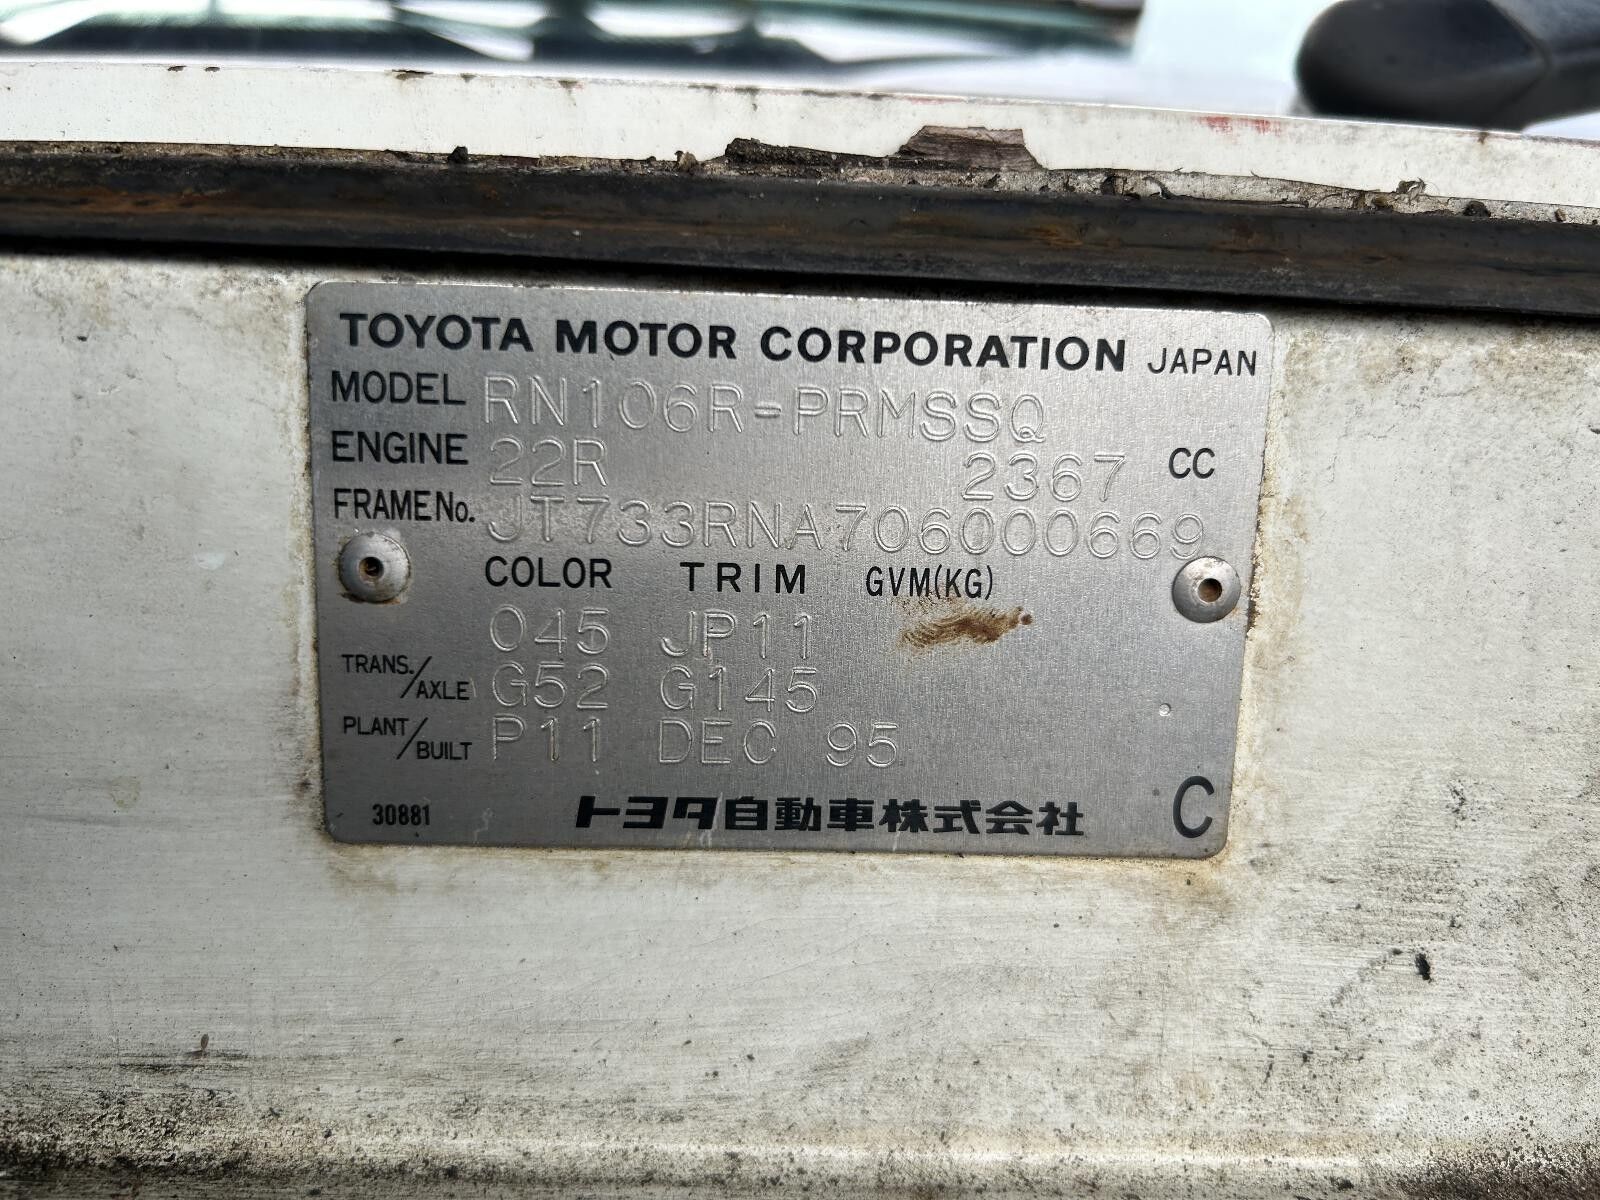 TOYOTA MOTOR CORPORATION JAPAN
MODEL RN106R-PRMSSQ
ENGINE 22R 2367 CC
FRAME No. JT733RNA706000669
COLOR TRIM GVM(KG)
045 JP11
TRANS./AXLE G52 G145
PLANT/BUILT P11 DEC 95
30881 トヨタ自動車株式会社 C